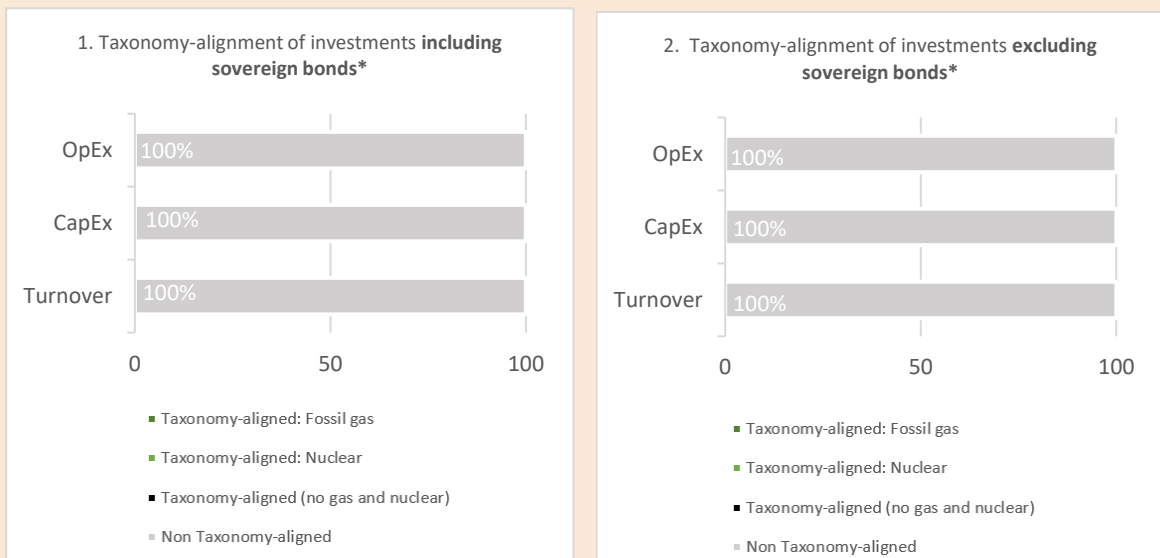 1. Taxonomy-alignment of investments including
sovereign bonds*
OpEx
100%
CapEx
100%
Turnover
100%
0 50 100
Taxonomy-aligned: Fossil gas
Taxonomy-aligned: Nuclear
Taxonomy-aligned (no gas and nuclear)
Non Taxonomy-aligned
2. Taxonomy-alignment of investments excluding
sovereign bonds*
OpEx
100%
CapEx
100%
Turnover
100%
0 50 100
Taxonomy-aligned: Fossil gas
Taxonomy-aligned: Nuclear
Taxonomy-aligned (no gas and nuclear)
Non Taxonomy-aligned